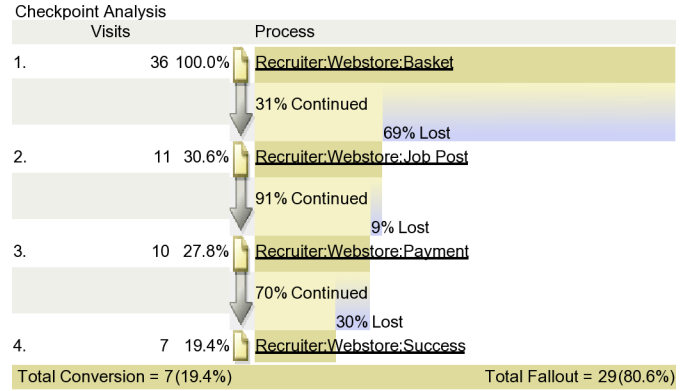 Checkpoint Analysis
Visits Process
1. 36 100.0% Recruiter:Webstore:Basket
31% Continued
69% Lost
2. 11 30.6% Recruiter:Webstore:Job Post
91% Continued
9% Lost
3. 10 27.8% Recruiter:Webstore:Payment
70% Continued
30% Lost
4. 7 19.4% Recruiter:Webstore:Success
Total Conversion = 7(19.4%) Total Fallout = 29(80.6%)